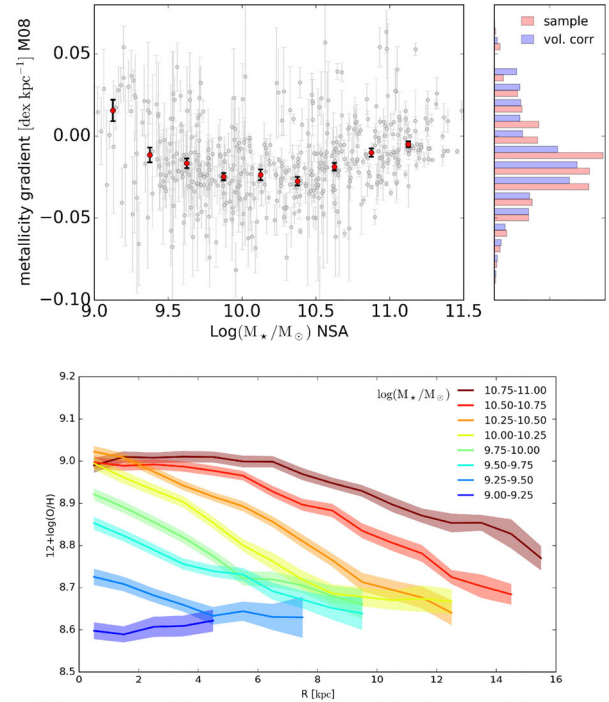 metallicity gradient [dex kpc⁻¹] M08
0.05
0.00
−0.05
−0.10
9.0 9.5 10.0 10.5 11.0 11.5
Log(M⋆/M⊙) NSA
sample
vol. corr
12+log(O/H)
9.2
9.1
9.0
8.9
8.8
8.7
8.6
8.5
0 2 4 6 8 10 12 14 16
R [kpc]
log(M⋆/M⊙)
10.75-11.00
10.50-10.75
10.25-10.50
10.00-10.25
9.75-10.00
9.50-9.75
9.25-9.50
9.00-9.25